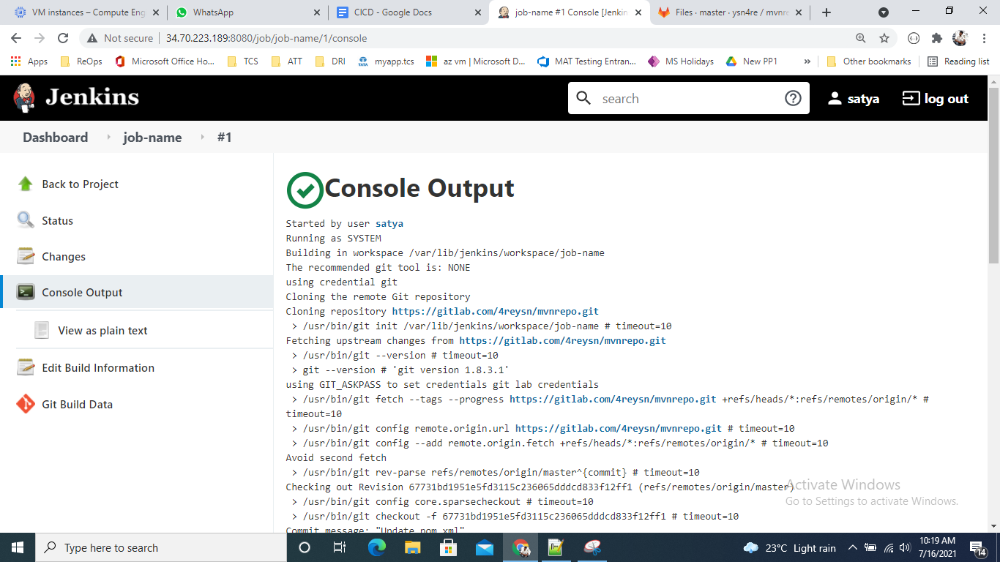 VM instances – Compute Eng
WhatsApp
CICD - Google Docs
job-name #1 Console [Jenkin
Files · master · ysn4re / mvnre
Not secure | 34.70.223.189:8080/job/job-name/1/console
Apps
ReOps
Microsoft Office Ho...
TCS
ATT
DRI
myapp.tcs
az vm | Microsoft D...
MAT Testing Entran...
MS Holidays
New PP1
»
Other bookmarks
Reading list
Jenkins
search
satya
log out
Dashboard
job-name
#1
Back to Project
Status
Changes
Console Output
View as plain text
Edit Build Information
Git Build Data
Console Output
Started by user satya
Running as SYSTEM
Building in workspace /var/lib/jenkins/workspace/job-name
The recommended git tool is: NONE
using credential git
Cloning the remote Git repository
Cloning repository https://gitlab.com/4reysn/mvnrepo.git
> /usr/bin/git init /var/lib/jenkins/workspace/job-name # timeout=10
Fetching upstream changes from https://gitlab.com/4reysn/mvnrepo.git
> /usr/bin/git --version # timeout=10
> git --version # 'git version 1.8.3.1'
using GIT_ASKPASS to set credentials git lab credentials
> /usr/bin/git fetch --tags --progress https://gitlab.com/4reysn/mvnrepo.git +refs/heads/*:refs/remotes/origin/* #
timeout=10
> /usr/bin/git config remote.origin.url https://gitlab.com/4reysn/mvnrepo.git # timeout=10
> /usr/bin/git config --add remote.origin.fetch +refs/heads/*:refs/remotes/origin/* # timeout=10
Avoid second fetch
> /usr/bin/git rev-parse refs/remotes/origin/master^{commit} # timeout=10
Checking out Revision 67731bd1951e5fd3115c236065dddcd833f12ff1 (refs/remotes/origin/master)
> /usr/bin/git config core.sparsecheckout # timeout=10
> /usr/bin/git checkout -f 67731bd1951e5fd3115c236065dddcd833f12ff1 # timeout=10
Commit message: "Update pom.xml"
Activate Windows
Go to Settings to activate Windows.
Type here to search
23°C Light rain
10:19 AM
7/16/2021
14